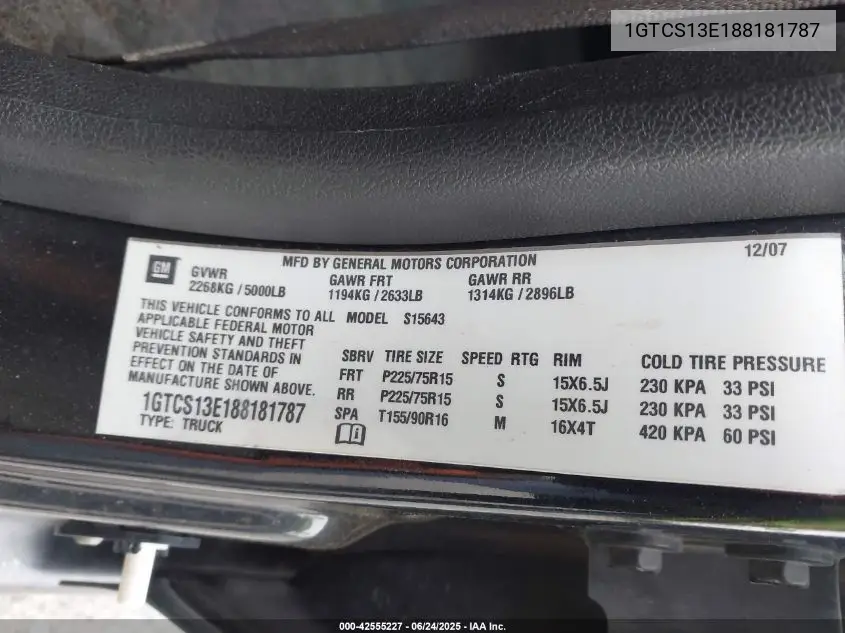 1GTCS13E188181787
12/07
GM
MFD BY GENERAL MOTORS CORPORATION
GVWR GAWR FRT GAWR RR
2268KG / 5000LB 1194KG / 2633LB 1314KG / 2896LB
THIS VEHICLE CONFORMS TO ALL
APPLICABLE FEDERAL MOTOR
VEHICLE SAFETY AND THEFT
PREVENTION STANDARDS IN
EFFECT ON THE DATE OF
MANUFACTURE SHOWN ABOVE.
1GTCS13E188181787
TYPE: TRUCK
MODEL S15643
SBRV TIRE SIZE SPEED RTG RIM COLD TIRE PRESSURE
FRT P225/75R15 S 15X6.5J 230 KPA 33 PSI
RR P225/75R15 S 15X6.5J 230 KPA 33 PSI
SPA T155/90R16 M 16X4T 420 KPA 60 PSI
000-42555227 - 06/24/2025 - IAA Inc.